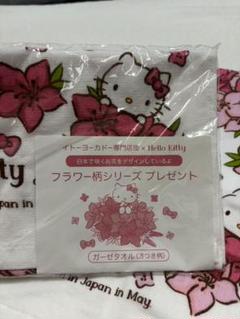 イトーヨーカドー専門店街 × Hello Kitty
日本で咲くお花をデザインしているよ
フラワー柄シリーズ プレゼント
ガーゼタオル(さつき柄)
in Japan in May.
n Japan
n May.